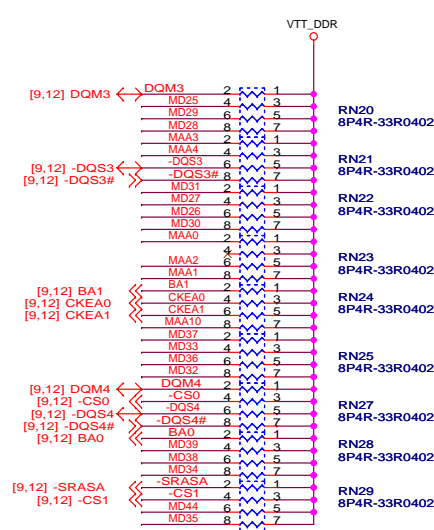 VTT_DDR
[9,12] DQM3 DQM3 2 1
MD25 4 3
MD29 6 5
MD28 8 7
RN20
8P4R-33R0402
MAA3 2 1
MAA4 4 3
[9,12] -DQS3 -DQS3 6 5
[9,12] -DQS3# -DQS3# 8 7
RN21
8P4R-33R0402
MD31 2 1
MD27 4 3
MD26 6 5
MD30 8 7
RN22
8P4R-33R0402
MAA0 2 1
4 3
MAA2 6 5
MAA1 8 7
RN23
8P4R-33R0402
[9,12] BA1 BA1 2 1
[9,12] CKEA0 CKEA0 4 3
[9,12] CKEA1 CKEA1 6 5
MAA10 8 7
RN24
8P4R-33R0402
MD37 2 1
MD33 4 3
MD36 6 5
MD32 8 7
RN25
8P4R-33R0402
[9,12] DQM4 DQM4 2 1
[9,12] -CS0 -CS0 4 3
[9,12] -DQS4 -DQS4 6 5
[9,12] -DQS4# -DQS4# 8 7
RN27
8P4R-33R0402
[9,12] BA0 BA0 2 1
MD39 4 3
MD38 6 5
MD34 8 7
RN28
8P4R-33R0402
[9,12] -SRASA -SRASA 2 1
[9,12] -CS1 -CS1 4 3
MD44 6 5
MD35 8 7
RN29
8P4R-33R0402